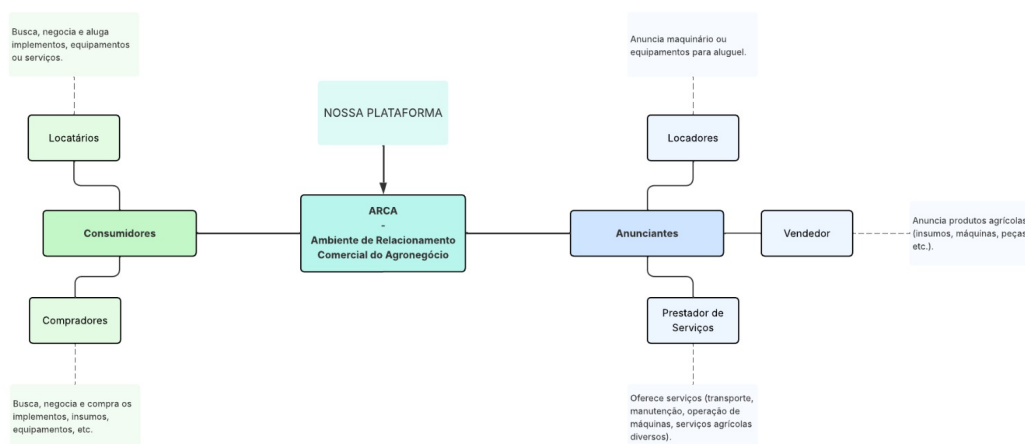 Busca, negocia e aluga
implementos, equipamentos
ou serviços.
Anuncia maquinário ou
equipamentos para aluguel.
NOSSA PLATAFORMA
Locatários
Locadores
ARCA
-
Ambiente de Relacionamento
Comercial do Agronegócio
Consumidores
Anunciantes
Vendedor
Anuncia produtos agrícolas
(insumos, máquinas, peças
etc.).
Compradores
Prestador de
Serviços
Busca, negocia e compra os
implementos, insumos,
equipamentos, etc.
Oferece serviços (transporte,
manutenção, operação de
máquinas, serviços agrícolas
diversos).